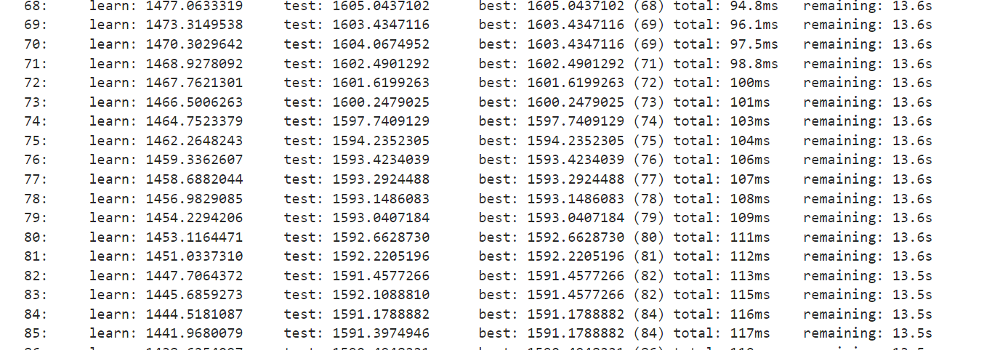 68: learn: 1477.0633319 test: 1605.0437102 best: 1605.0437102 (68) total: 94.8ms remaining: 13.6s
69: learn: 1473.3149538 test: 1603.4347116 best: 1603.4347116 (69) total: 96.1ms remaining: 13.6s
70: learn: 1470.3029642 test: 1604.0674952 best: 1603.4347116 (69) total: 97.5ms remaining: 13.6s
71: learn: 1468.9278092 test: 1602.4901292 best: 1602.4901292 (71) total: 98.8ms remaining: 13.6s
72: learn: 1467.7621301 test: 1601.6199263 best: 1601.6199263 (72) total: 100ms remaining: 13.6s
73: learn: 1466.5006263 test: 1600.2479025 best: 1600.2479025 (73) total: 101ms remaining: 13.6s
74: learn: 1464.7523379 test: 1597.7409129 best: 1597.7409129 (74) total: 103ms remaining: 13.6s
75: learn: 1462.2648243 test: 1594.2352305 best: 1594.2352305 (75) total: 104ms remaining: 13.6s
76: learn: 1459.3362607 test: 1593.4234039 best: 1593.4234039 (76) total: 106ms remaining: 13.6s
77: learn: 1458.6882044 test: 1593.2924488 best: 1593.2924488 (77) total: 107ms remaining: 13.6s
78: learn: 1456.9829085 test: 1593.1486083 best: 1593.1486083 (78) total: 108ms remaining: 13.6s
79: learn: 1454.2294206 test: 1593.0407184 best: 1593.0407184 (79) total: 109ms remaining: 13.6s
80: learn: 1453.1164471 test: 1592.6628730 best: 1592.6628730 (80) total: 111ms remaining: 13.6s
81: learn: 1451.0337310 test: 1592.2205196 best: 1592.2205196 (81) total: 112ms remaining: 13.6s
82: learn: 1447.7064372 test: 1591.4577266 best: 1591.4577266 (82) total: 113ms remaining: 13.5s
83: learn: 1445.6859273 test: 1592.1088810 best: 1591.4577266 (82) total: 115ms remaining: 13.5s
84: learn: 1444.5181087 test: 1591.1788882 best: 1591.1788882 (84) total: 116ms remaining: 13.5s
85: learn: 1441.9680079 test: 1591.3974946 best: 1591.1788882 (84) total: 117ms remaining: 13.5s